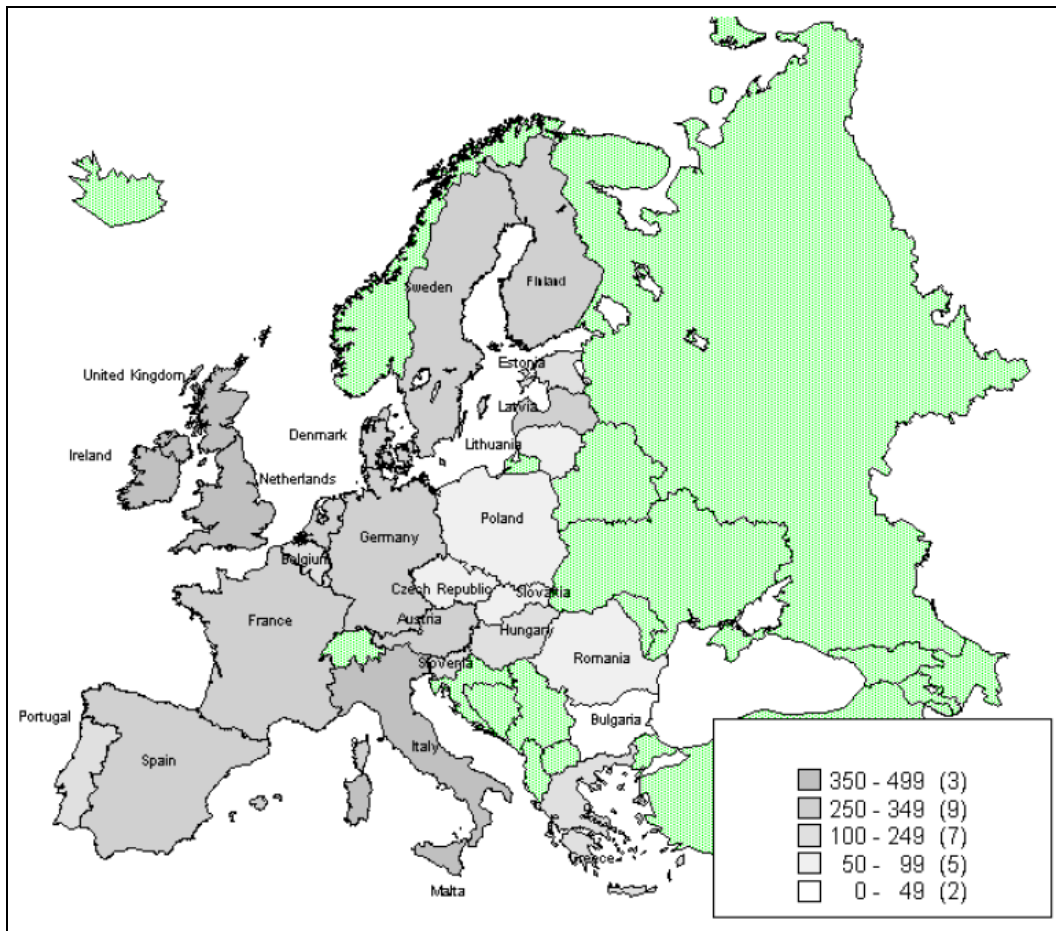 Sweden
Finland
Estonia
United Kingdom
Latvia
Denmark
Lithuania
Ireland
Netherlands
Poland
Germany
Belgium
Czech Republic
Slovakia
France
Austria
Hungary
Slovenia
Romania
Portugal
Bulgaria
Italy
Spain
Greece
Malta
350 - 499 (3)
250 - 349 (9)
100 - 249 (7)
50 - 99 (5)
0 - 49 (2)